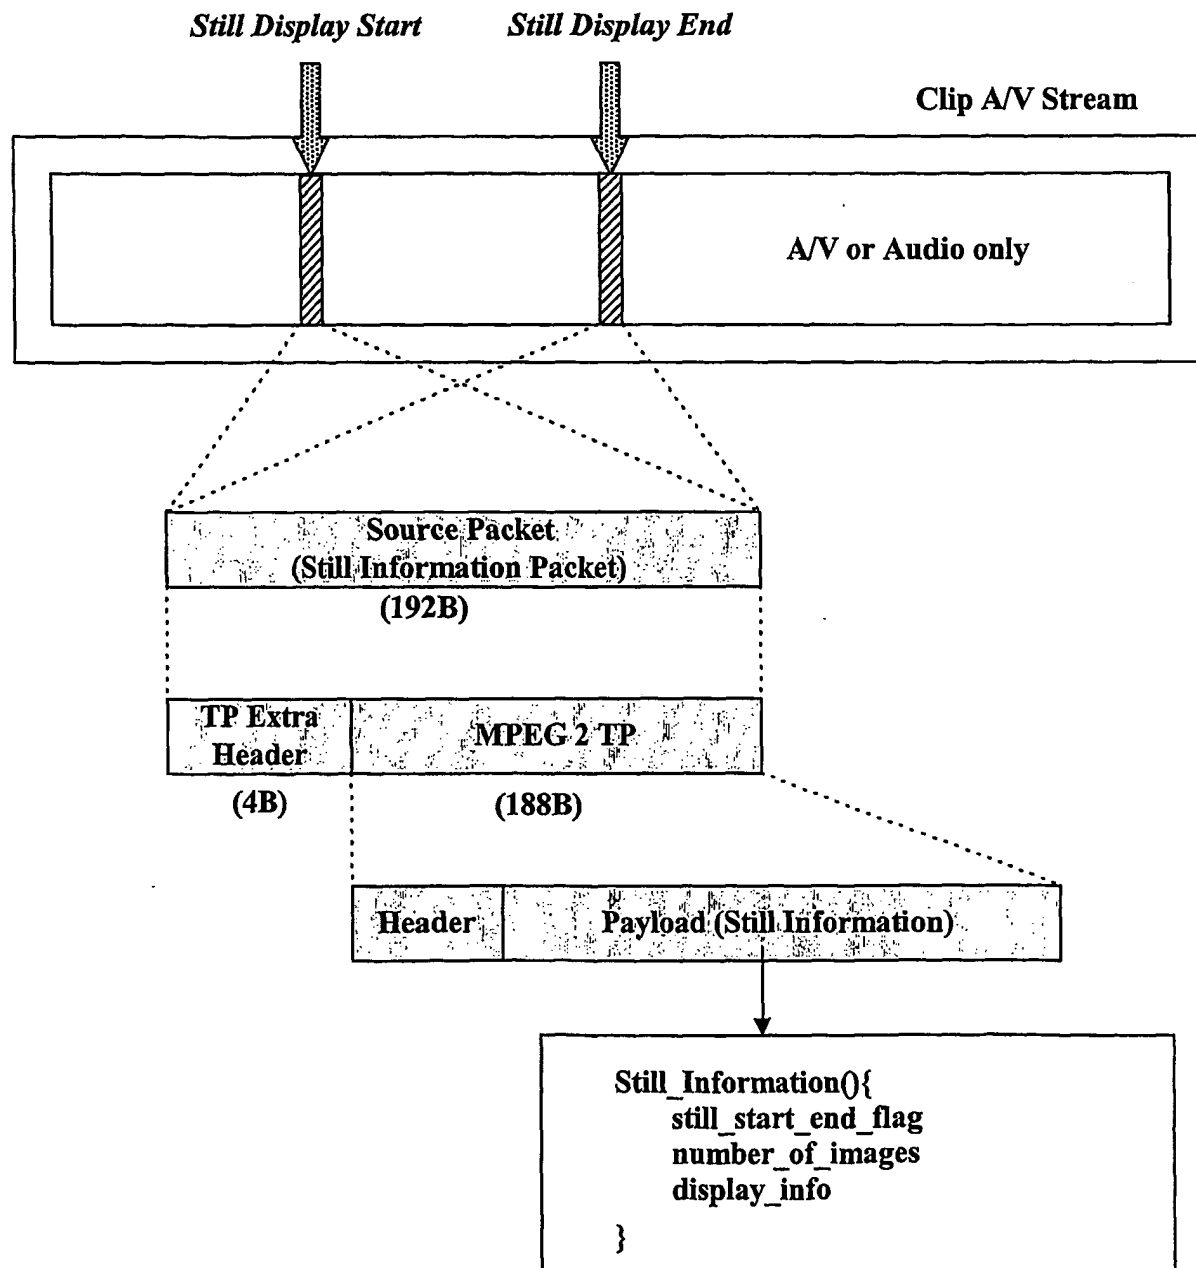 Still Display Start
Still Display End
Clip A/V Stream
A/V or Audio only
Source Packet
(Still Information Packet)
(192B)
TP Extra
Header
MPEG 2 TP
(4B)
(188B)
Header
Payload (Still Information)
Still_Information(){
still_start_end_flag
number_of_images
display_info
}